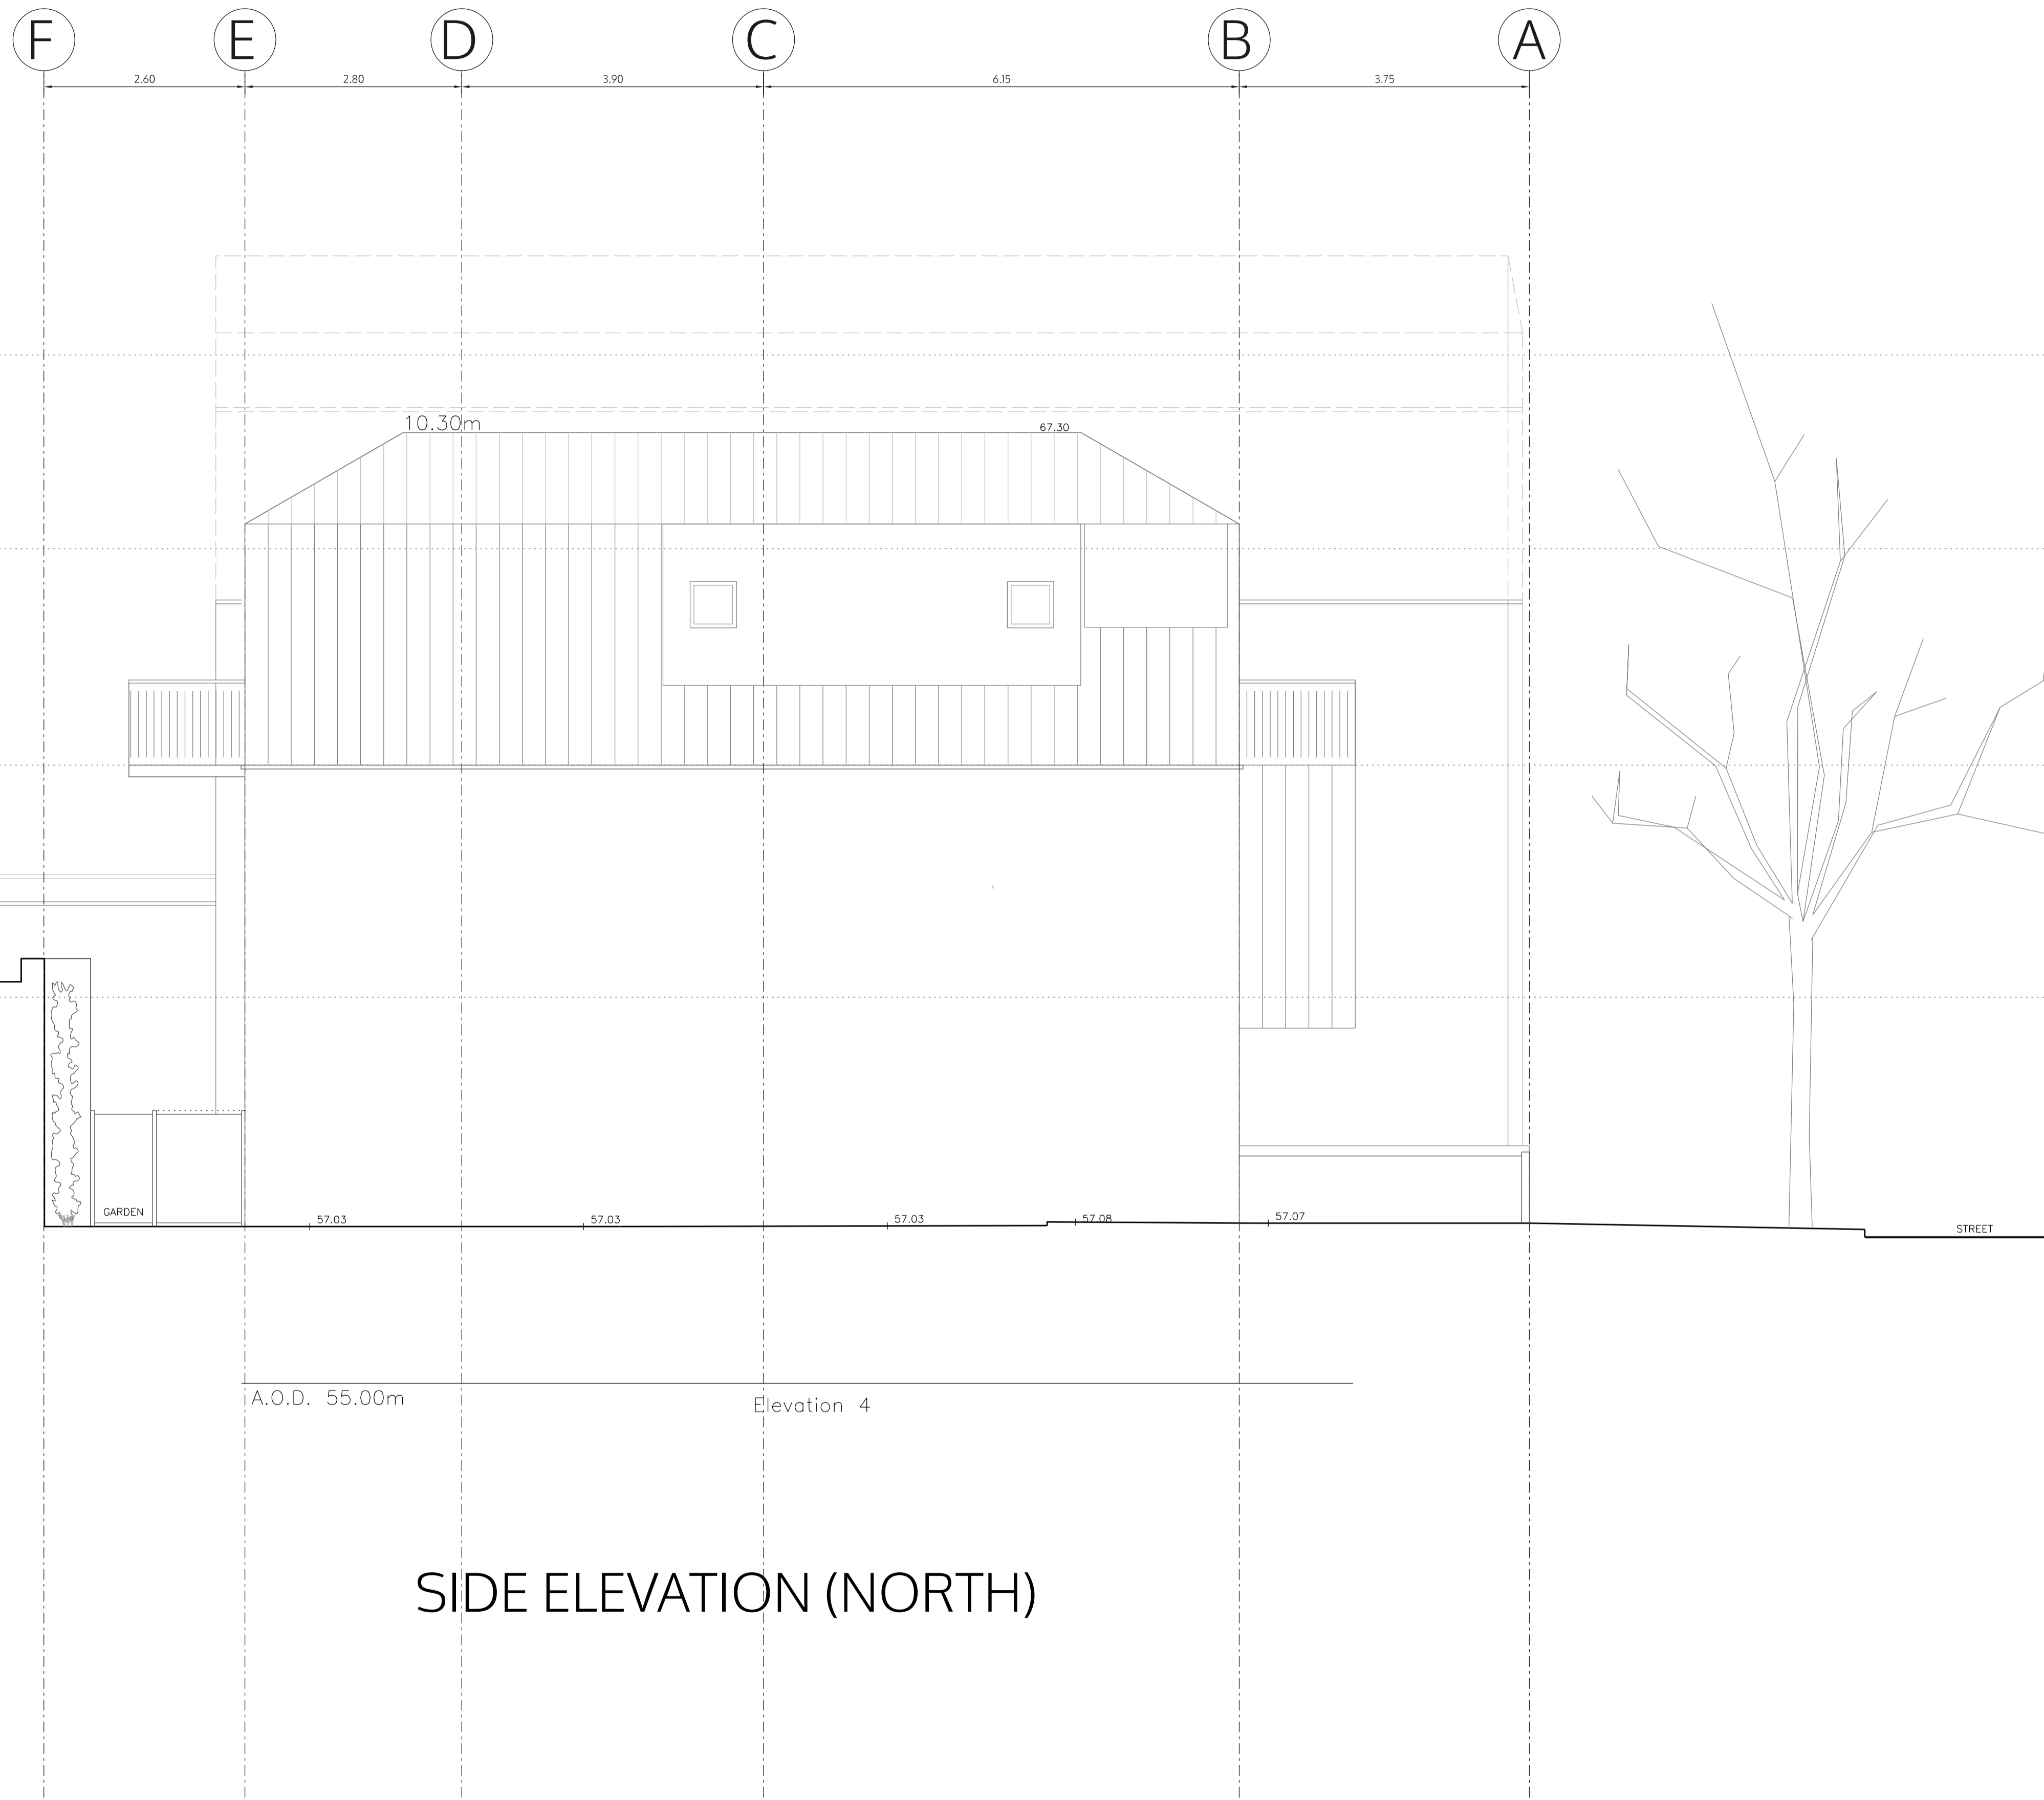 F E D C B A
2.60 2.80 3.90 6.15 3.75
10.30m
67.30
GARDEN
57.03 57.03 57.03 57.08 57.07
STREET
A.O.D. 55.00m
Elevation 4
SIDE ELEVATION (NORTH)